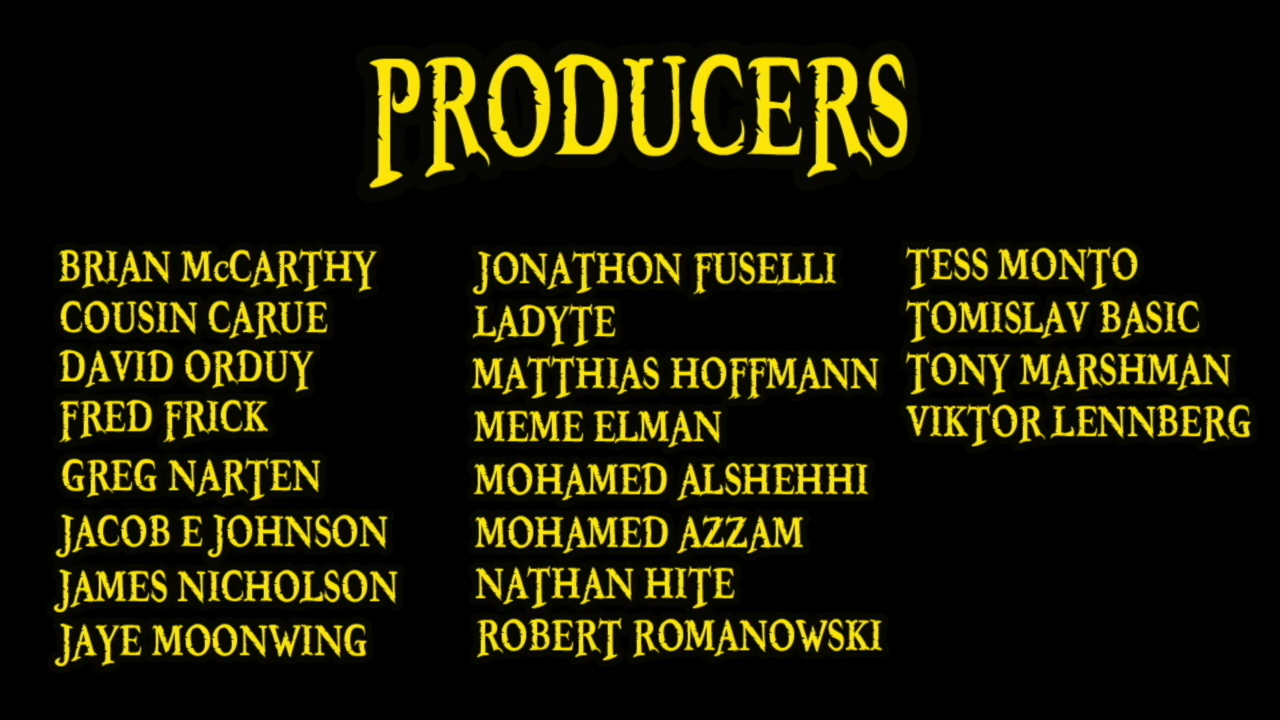 PRODUCERS
BRIAN McCARTHY
COUSIN CARUE
DAVID ORDUY
FRED FRICK
GREG NARTEN
JACOB E JOHNSON
JAMES NICHOLSON
JAYE MOONWING
JONATHON FUSELLI
LADYTE
MATTHIAS HOFFMANN
MEME ELMAN
MOHAMED ALSHEHHI
MOHAMED AZZAM
NATHAN HITE
ROBERT ROMANOWSKI
TESS MONTO
TOMISLAV BASIC
TONY MARSHMAN
VIKTOR LENNBERG